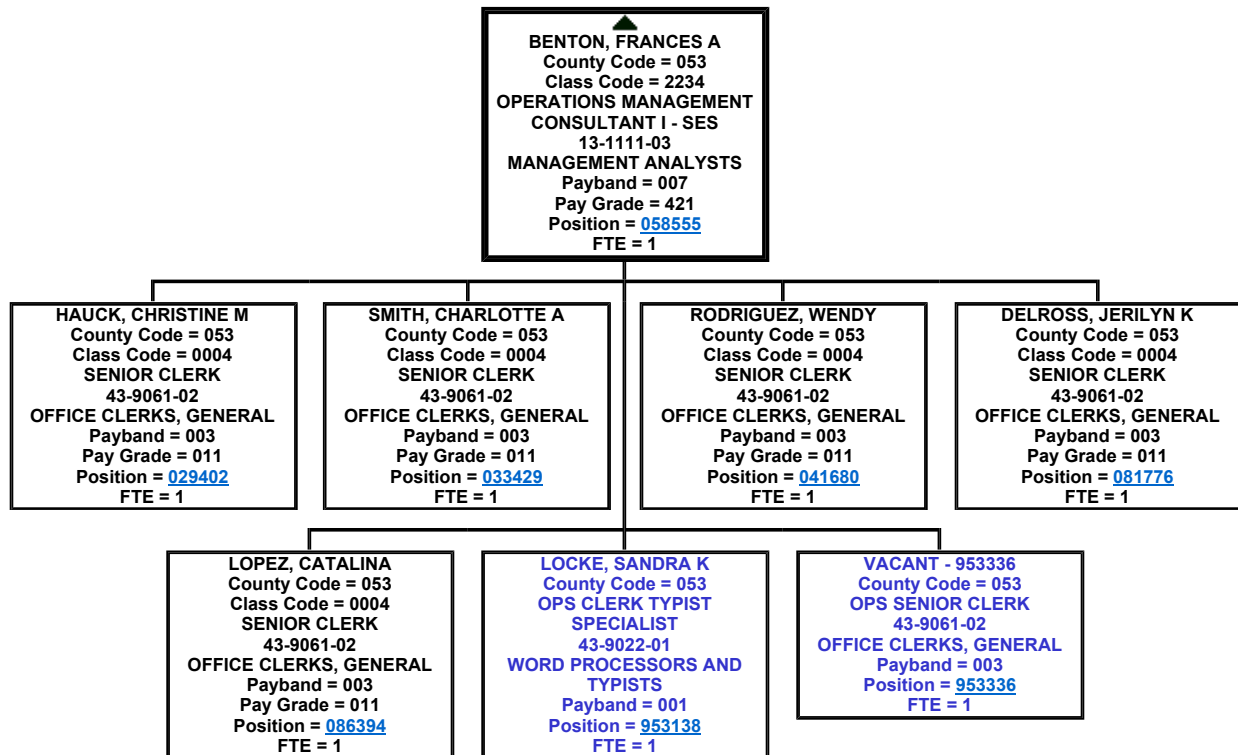 BENTON, FRANCES A
County Code = 053
Class Code = 2234
OPERATIONS MANAGEMENT
CONSULTANT I - SES
13-1111-03
MANAGEMENT ANALYSTS
Payband = 007
Pay Grade = 421
Position = 058555
FTE = 1
HAUCK, CHRISTINE M
County Code = 053
Class Code = 0004
SENIOR CLERK
43-9061-02
OFFICE CLERKS, GENERAL
Payband = 003
Pay Grade = 011
Position = 029402
FTE = 1
SMITH, CHARLOTTE A
County Code = 053
Class Code = 0004
SENIOR CLERK
43-9061-02
OFFICE CLERKS, GENERAL
Payband = 003
Pay Grade = 011
Position = 033429
FTE = 1
RODRIGUEZ, WENDY
County Code = 053
Class Code = 0004
SENIOR CLERK
43-9061-02
OFFICE CLERKS, GENERAL
Payband = 003
Pay Grade = 011
Position = 041680
FTE = 1
DELROSS, JERILYN K
County Code = 053
Class Code = 0004
SENIOR CLERK
43-9061-02
OFFICE CLERKS, GENERAL
Payband = 003
Pay Grade = 011
Position = 081776
FTE = 1
LOPEZ, CATALINA
County Code = 053
Class Code = 0004
SENIOR CLERK
43-9061-02
OFFICE CLERKS, GENERAL
Payband = 003
Pay Grade = 011
Position = 086394
FTE = 1
LOCKE, SANDRA K
County Code = 053
OPS CLERK TYPIST
SPECIALIST
43-9022-01
WORD PROCESSORS AND
TYPISTS
Payband = 001
Position = 953138
FTE = 1
VACANT - 953336
County Code = 053
OPS SENIOR CLERK
43-9061-02
OFFICE CLERKS, GENERAL
Payband = 003
Position = 953336
FTE = 1